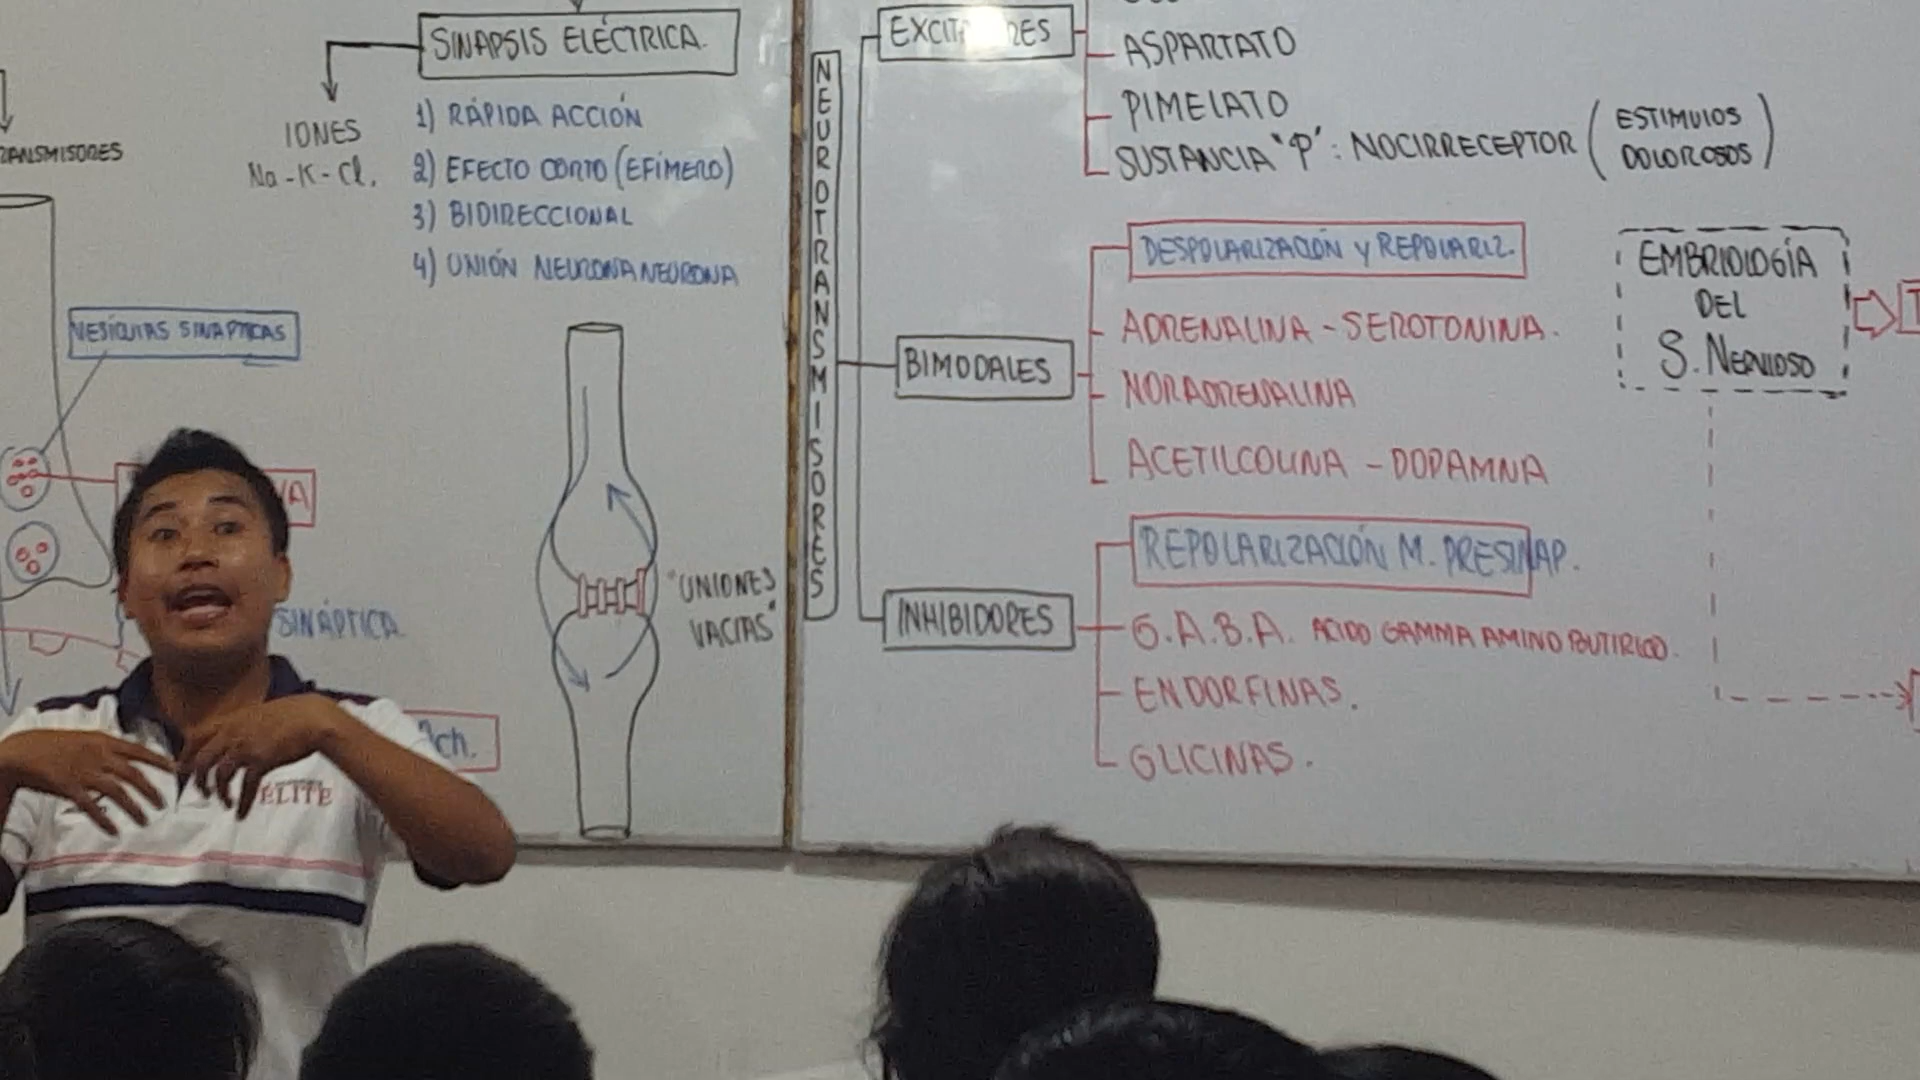 SINAPSIS ELÉCTRICA.
IONES
Na-K-Cl.
1) RÁPIDA ACCIÓN
2) EFECTO CORTO (EFÍMERO)
3) BIDIRECCIONAL
4) UNIÓN NEURONA NEURONA
VESÍCULAS SINAPTICAS
SINÁPTICA
Ach.
ELITE
"UNIONES
VACIAS"
NEUROTRANSMISORES
ASPARTATO
PIMELATO
SUSTANCIA "P": NOCIRRECEPTOR (ESTIMULOS
DOLOROSOS)
BIMODALES
DESPOLARIZACIÓN Y REPOLARIZ.
ADRENALINA - SEROTONINA.
NORADRENALINA
ACETILCOLINA - DOPAMNA
INHIBIDORES
REPOLARIZACIÓN M. PRESINAP.
G.A.B.A. ACIDO GAMMA AMINO BUTIRICO.
ENDORFINAS.
GLICINAS.
EMBRIOLOGÍA
DEL
S. NERVIOSO